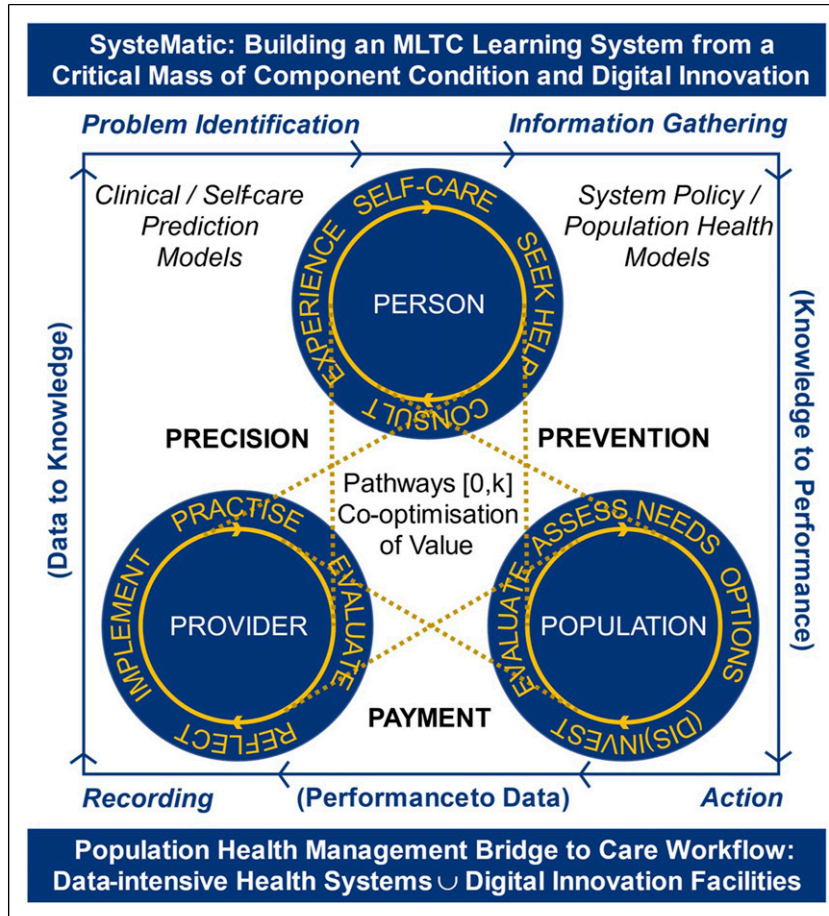 SysteMatic: Building an MLTC Learning System from a
Critical Mass of Component Condition and Digital Innovation
Problem Identification
Information Gathering
Clinical / Self-care
Prediction
Models
System Policy /
Population Health
Models
EXPERIENCE SELF-CARE SEEK HELP CONSULT
PERSON
(Data to Knowledge)
(Knowledge to Performance)
PRECISION
PREVENTION
Pathways [0,k]
Co-optimisation
of Value
IMPLEMENT PRACTISE EVALUATE REFLECT
PROVIDER
EVALUATE ASSESS NEEDS OPTIONS (DIS)INVEST
POPULATION
PAYMENT
Recording
(Performanceto Data)
Action
Population Health Management Bridge to Care Workflow:
Data-intensive Health Systems ∪ Digital Innovation Facilities